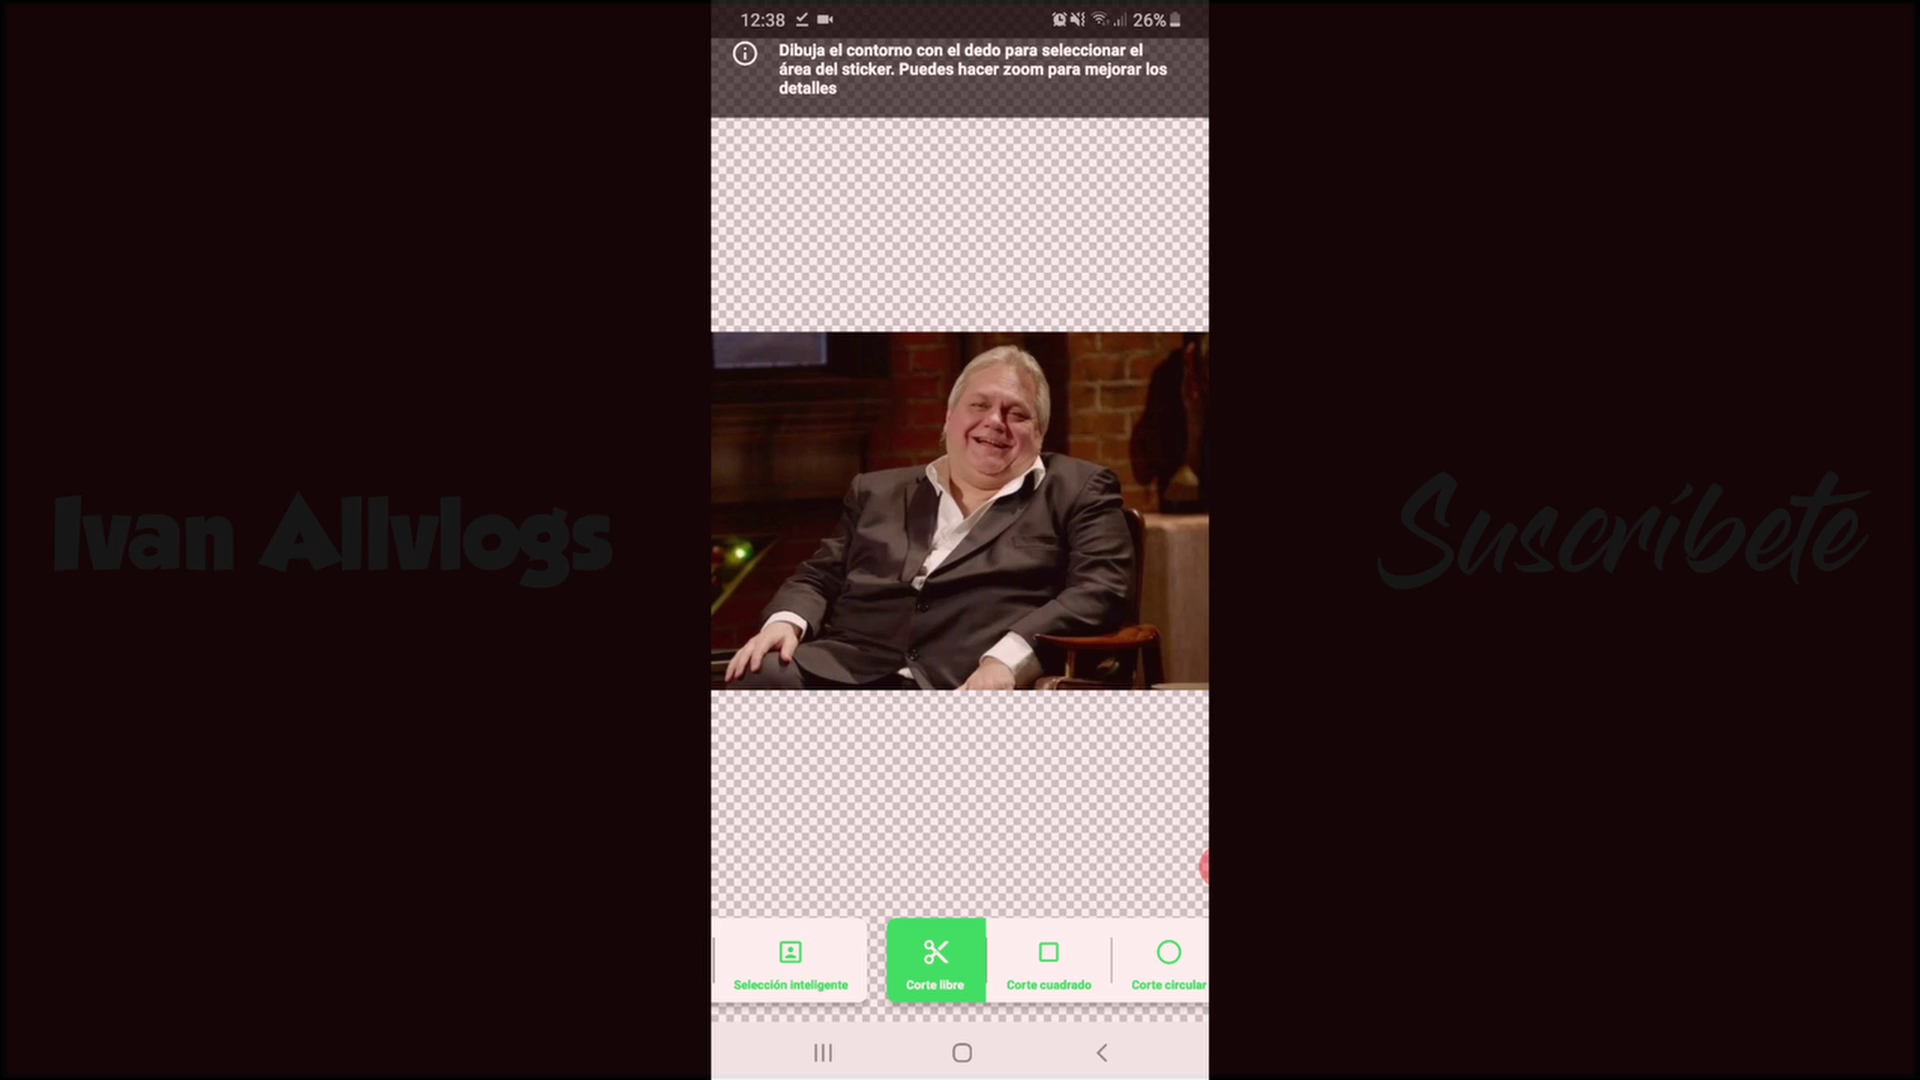 12:38
26%
Dibuja el contorno con el dedo para seleccionar el
área del sticker. Puedes hacer zoom para mejorar los
detalles
Ivan Allvlogs
Suscríbete
Selección inteligente
Corte libre
Corte cuadrado
Corte circular